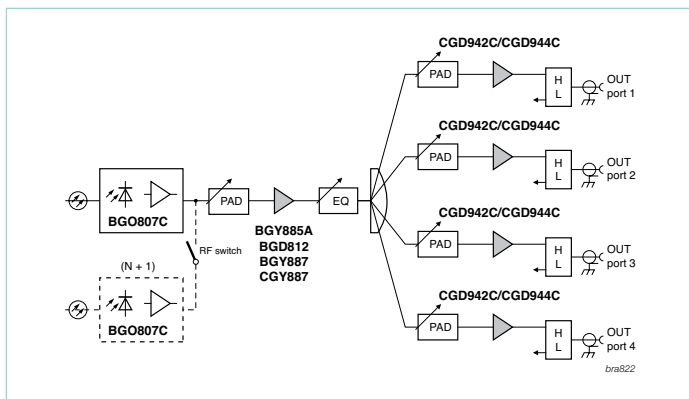 CGD942C/CGD944C
PAD
H
L
OUT
port 1
CGD942C/CGD944C
PAD
H
L
OUT
port 2
BGO807C
PAD
EQ
BGY885A
BGD812
BGY887
CGY887
RF switch
(N + 1)
BGO807C
CGD942C/CGD944C
PAD
H
L
OUT
port 3
CGD942C/CGD944C
PAD
H
L
OUT
port 4
bra822